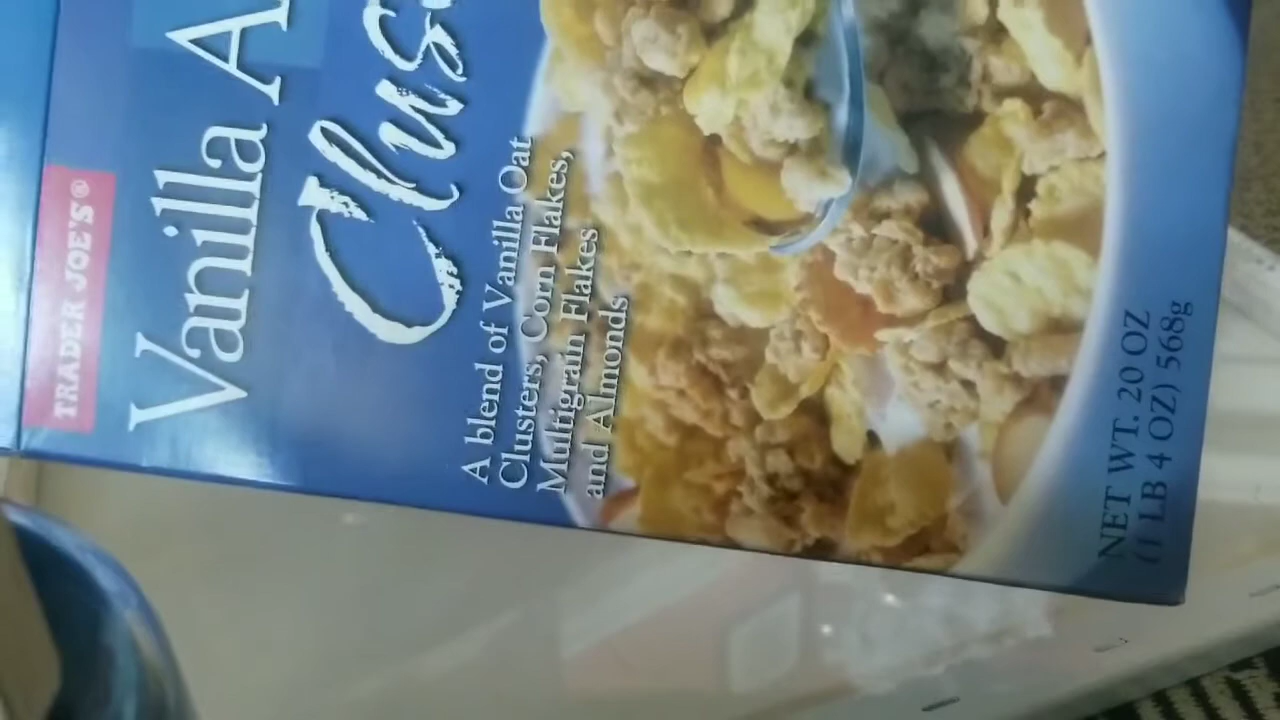 TRADER JOE'S®
Vanilla
A blend of Vanilla Oat
Clusters, Corn Flakes,
Multigrain Flakes
and Almonds
NET WT. 20 OZ
(1 LB 4 OZ) 568g